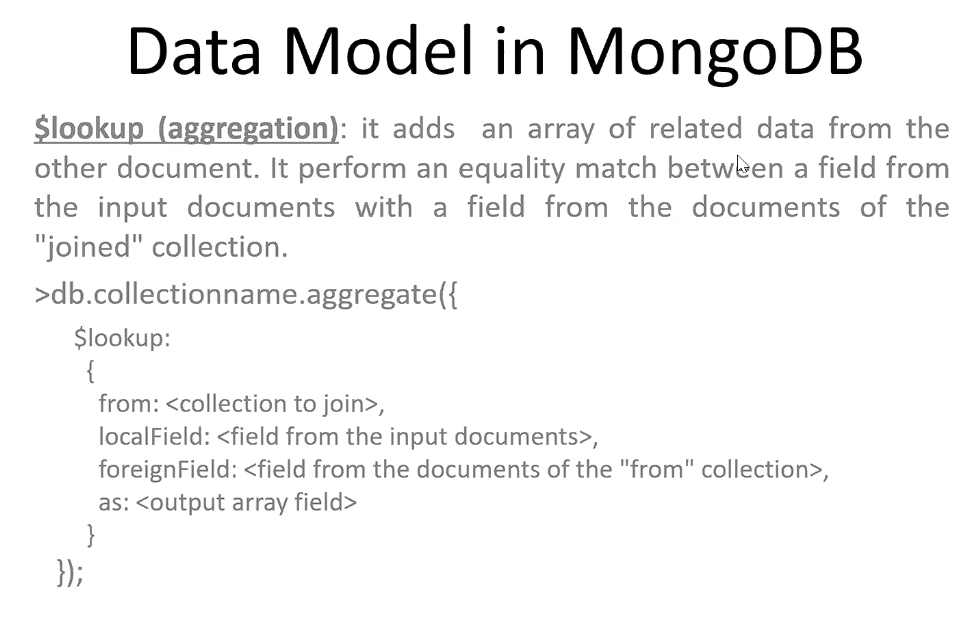 Data Model in MongoDB
$lookup (aggregation): it adds an array of related data from the
other document. It perform an equality match between a field from
the input documents with a field from the documents of the
"joined" collection.
>db.collectionname.aggregate({
$lookup:
{
from: <collection to join>,
localField: <field from the input documents>,
foreignField: <field from the documents of the "from" collection>,
as: <output array field>
}
});